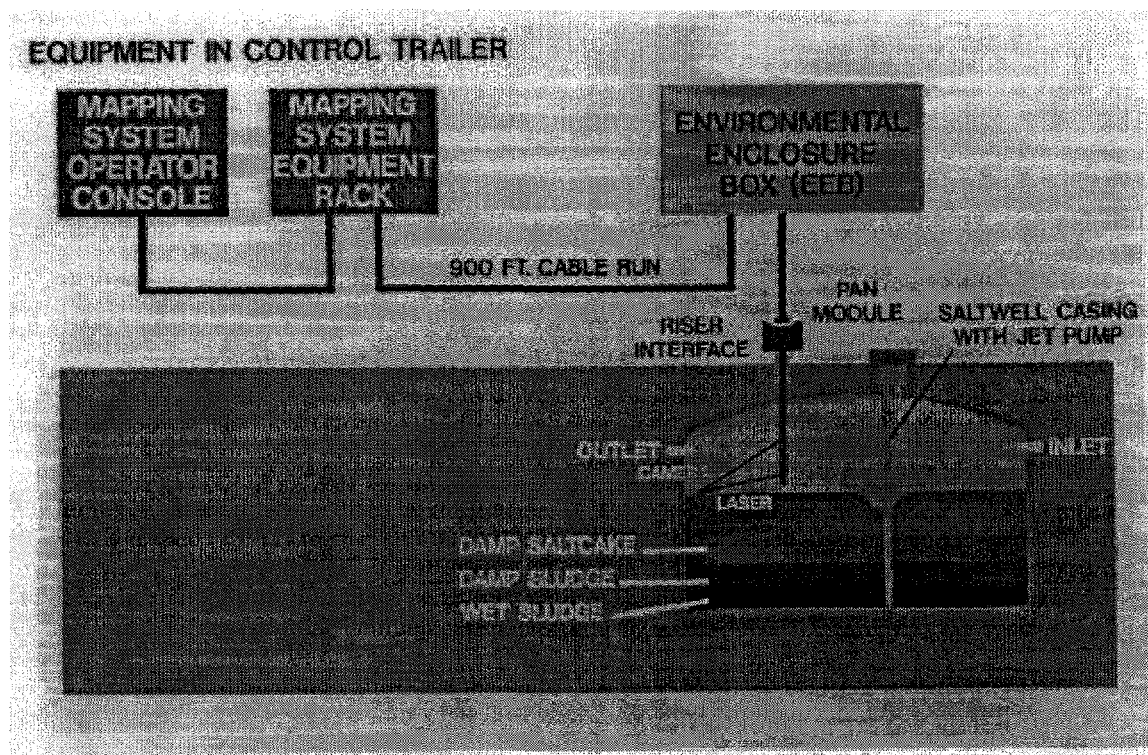 EQUIPMENT IN CONTROL TRAILER
MAPPING
SYSTEM
OPERATOR
CONSOLE
MAPPING
SYSTEM
EQUIPMENT
RACK
ENVIRONMENTAL
ENCLOSURE
BOX (EEB)
900 FT. CABLE RUN
PAN
MODULE
RISER
INTERFACE
SALTWELL CASING
WITH JET PUMP
OUTLET
INLET
LASER
DAMP SALTCAKE
DAMP SLUDGE
WET SLUDGE